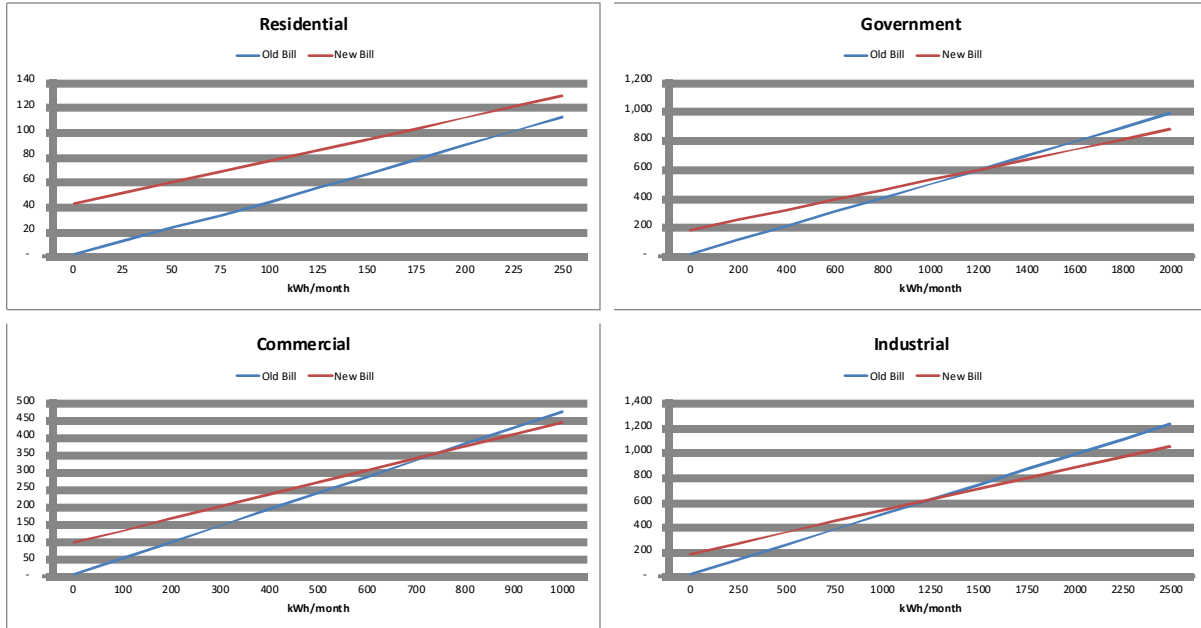 Residential
Old Bill New Bill
140
120
100
80
60
40
20
-
0 25 50 75 100 125 150 175 200 225 250
kWh/month
Government
Old Bill New Bill
1,200
1,000
800
600
400
200
-
0 200 400 600 800 1000 1200 1400 1600 1800 2000
kWh/month
Commercial
Old Bill New Bill
500
450
400
350
300
250
200
150
100
50
-
0 100 200 300 400 500 600 700 800 900 1000
kWh/month
Industrial
Old Bill New Bill
1,400
1,200
1,000
800
600
400
200
-
0 250 500 750 1000 1250 1500 1750 2000 2250 2500
kWh/month